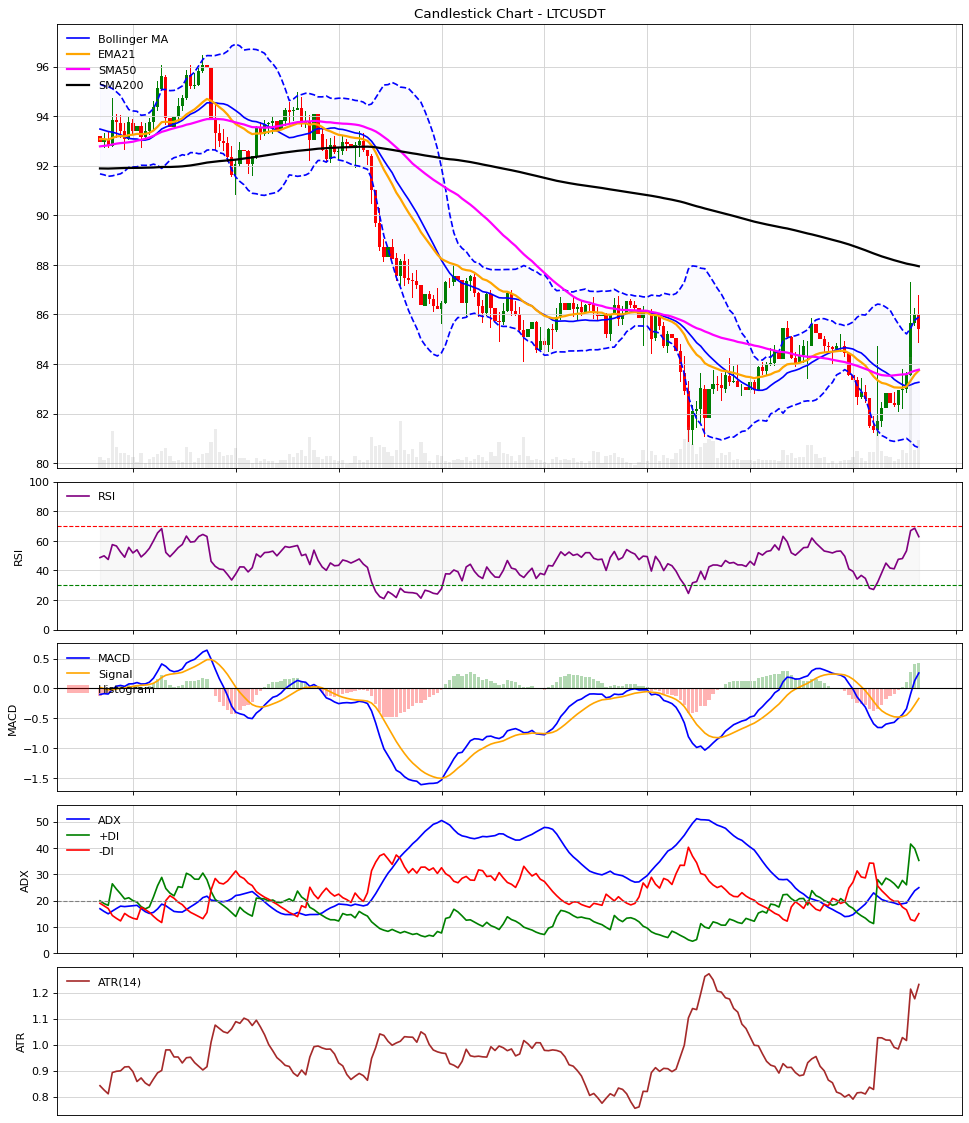 Candlestick Chart - LTCUSDT
Bollinger MA
EMA21
SMA50
SMA200
96
94
92
90
88
86
84
82
80
RSI
RSI
100
80
60
40
20
0
MACD
Signal
Histogram
MACD
0.5
0.0
−0.5
−1.0
−1.5
ADX
+DI
-DI
ADX
50
40
30
20
10
0
ATR(14)
ATR
1.2
1.1
1.0
0.9
0.8